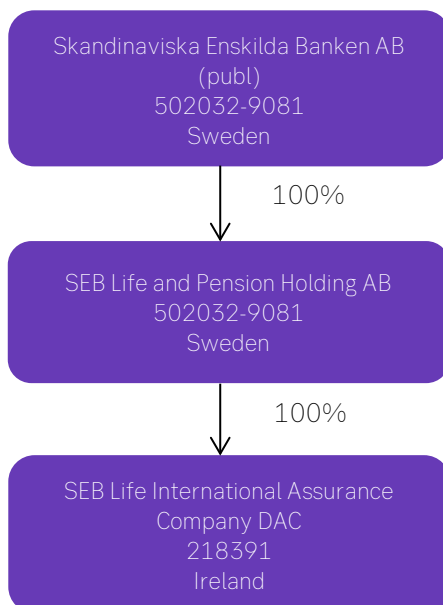 Skandinaviska Enskilda Banken AB
(publ)
502032-9081
Sweden
100%
SEB Life and Pension Holding AB
502032-9081
Sweden
100%
SEB Life International Assurance
Company DAC
218391
Ireland